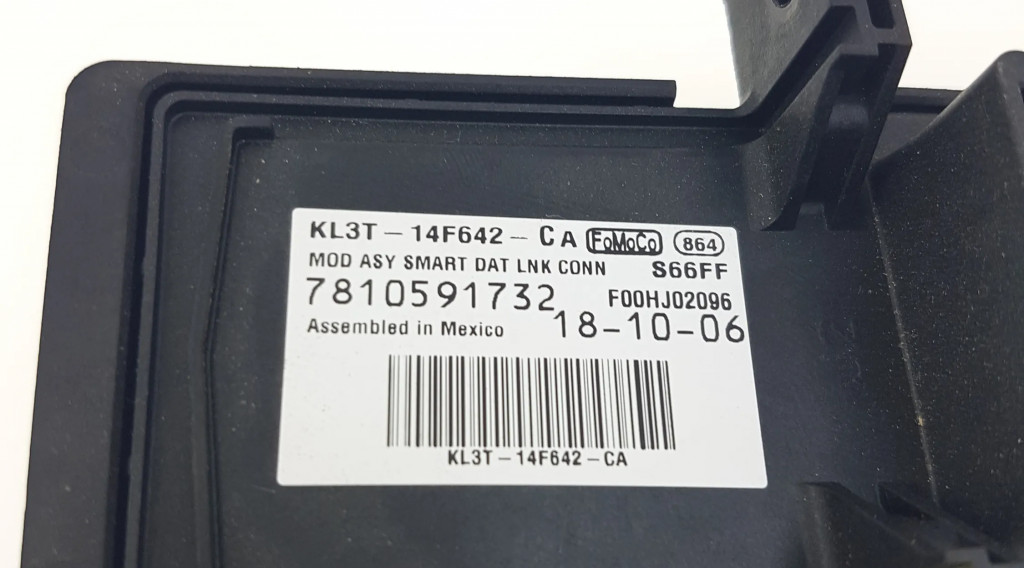 KL3T-14F642-CA FoMoCo 864
MOD ASY SMART DAT LNK CONN S66FF
7810591732 F00HJ02096
Assembled in Mexico 18-10-06
KL3T-14F642-CA